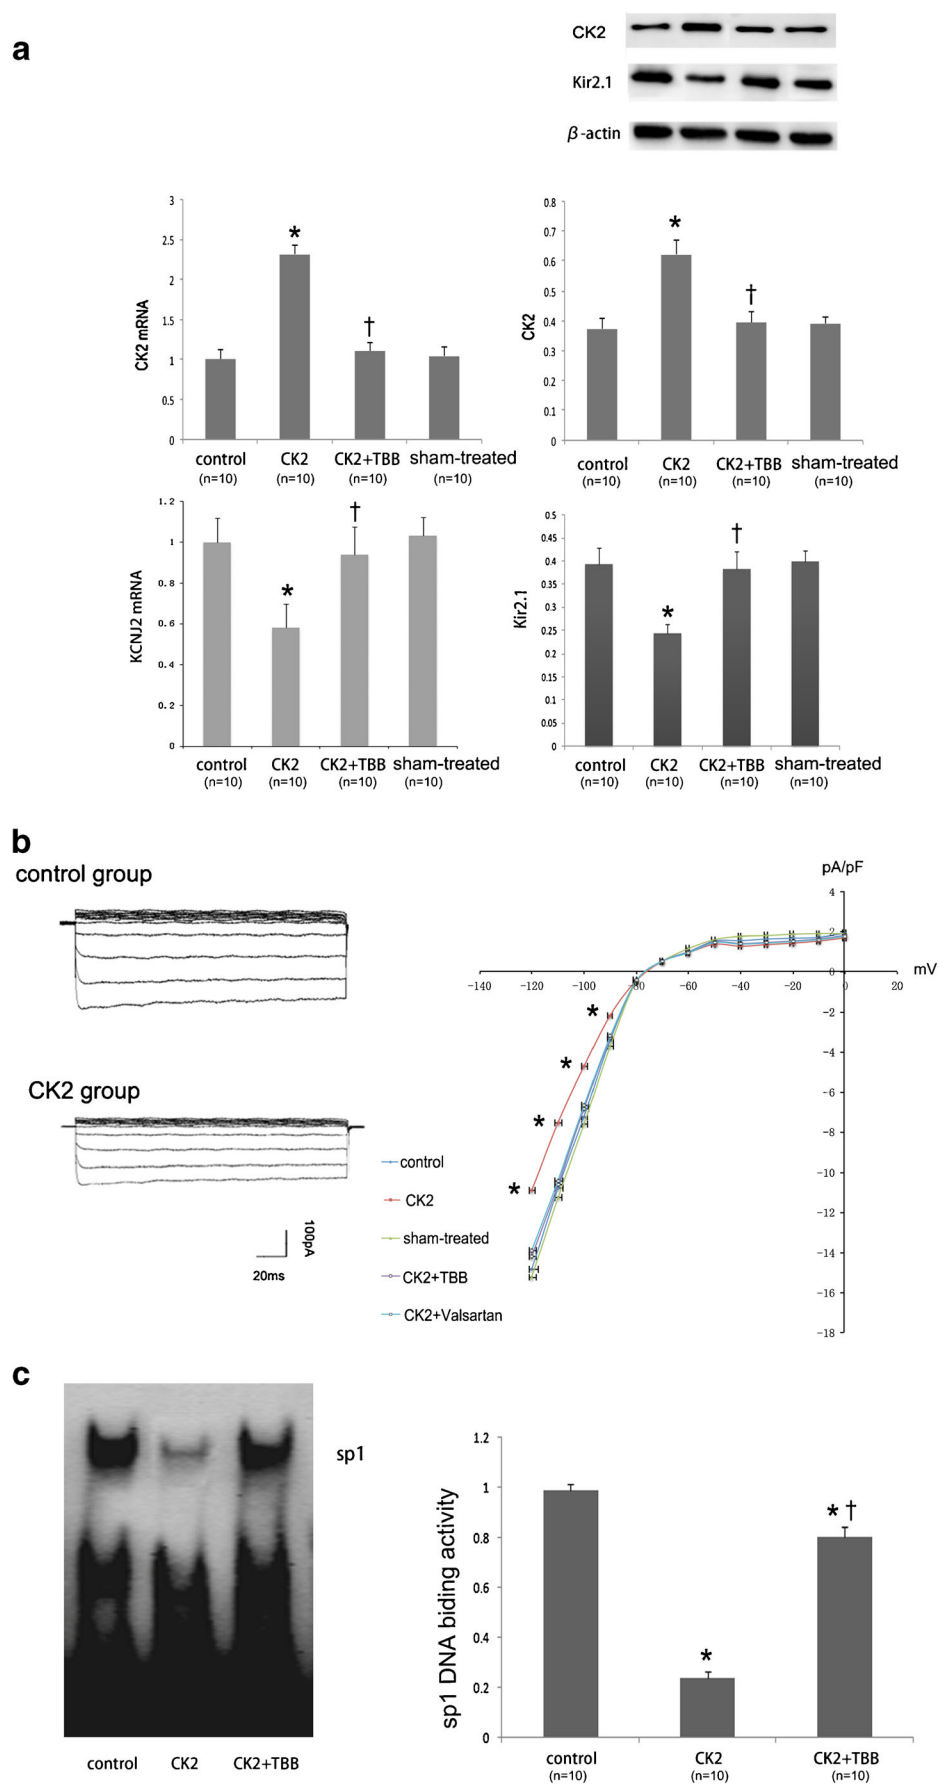 a
CK2
Kir2.1
β-actin
3
2.5
2
1.5
1
0.5
0
CK2 mRNA
*
†
control CK2 CK2+TBB sham-treated
(n=10) (n=10) (n=10) (n=10)
0.8
0.7
0.6
0.5
0.4
0.3
0.2
0.1
0
CK2
*
†
control CK2 CK2+TBB sham-treated
(n=10) (n=10) (n=10) (n=10)
1.2
1
0.8
0.6
0.4
0.2
0
KCNJ2 mRNA
*
†
control CK2 CK2+TBB sham-treated
(n=10) (n=10) (n=10) (n=10)
0.5
0.45
0.4
0.35
0.3
0.25
0.2
0.15
0.1
0.05
0
Kir2.1
*
†
control CK2 CK2+TBB sham-treated
(n=10) (n=10) (n=10) (n=10)
b
control group
CK2 group
100pA
20ms
pA/pF
mV
4
2
0
-2
-4
-6
-8
-10
-12
-14
-16
-18
-140 -120 -100 -80 -60 -40 -20 0 20
*
*
*
*
control
CK2
sham-treated
CK2+TBB
CK2+Valsartan
c
sp1
control CK2 CK2+TBB
1.2
1
0.8
0.6
0.4
0.2
0
sp1 DNA biding activity
*
* †
control CK2 CK2+TBB
(n=10) (n=10) (n=10)